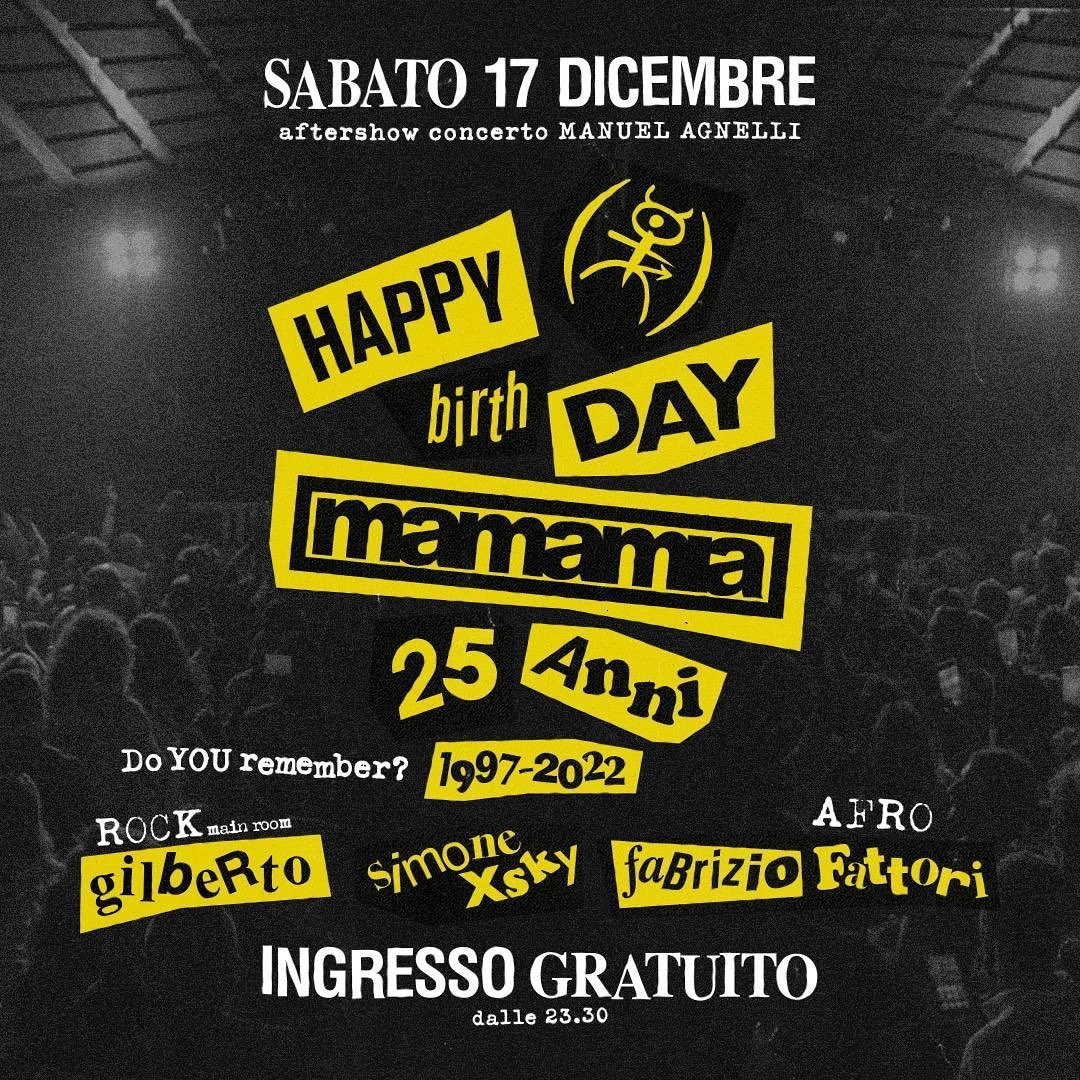 SABATO 17 DICEMBRE
aftershow concerto MANUEL AGNELLI
HAPPY
birth DAY
mamamia
25 Anni
Do YOU remember? 1997-2022
ROCK main room
gilberto
simone Xsky
AFRO
faBrizio Fattori
INGRESSO GRATUITO
dalle 23.30